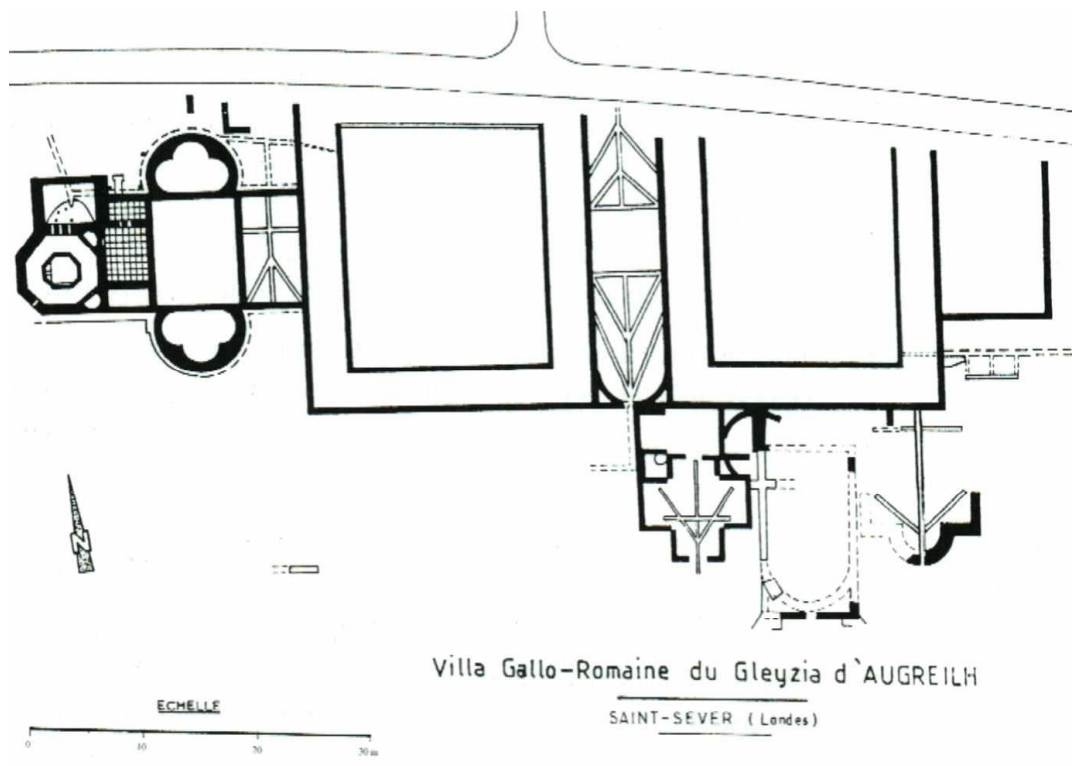 N
Villa Gallo-Romaine du Gleyzia d'AUGREILH
SAINT-SEVER (Landes)
ECHELLE
0 10 20 30 m